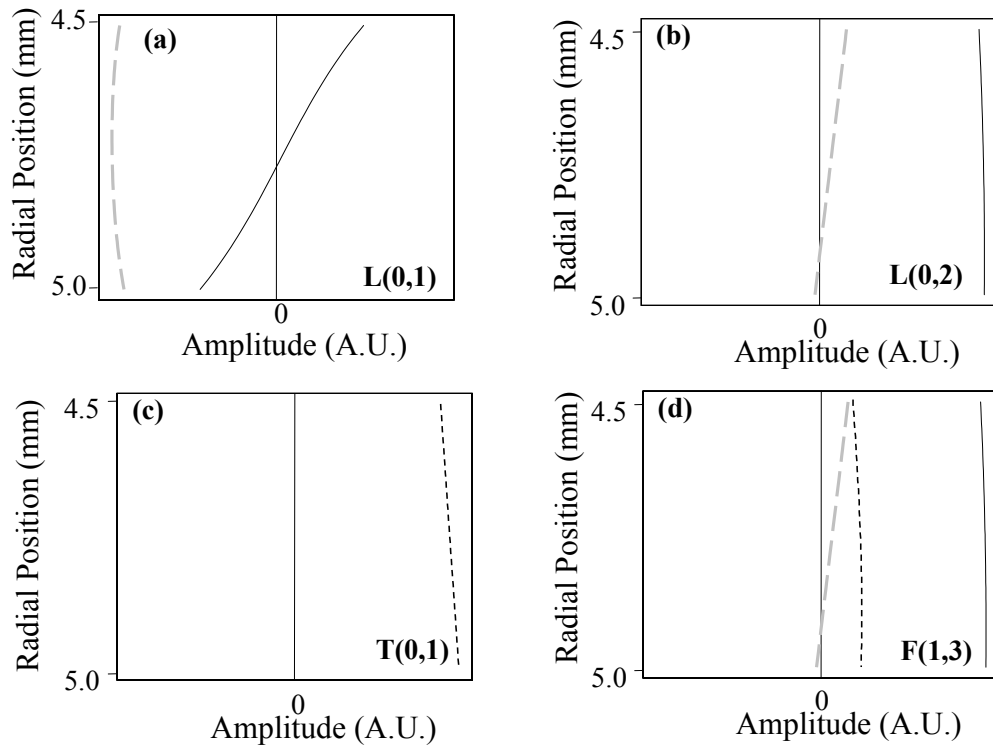 4.5
(a)
Radial Position (mm)
L(0,1)
5.0
0
Amplitude (A.U.)
4.5
(b)
Radial Position (mm)
L(0,2)
5.0
0
Amplitude (A.U.)
4.5
(c)
Radial Position (mm)
T(0,1)
5.0
0
Amplitude (A.U.)
4.5
(d)
Radial Position (mm)
F(1,3)
5.0
0
Amplitude (A.U.)